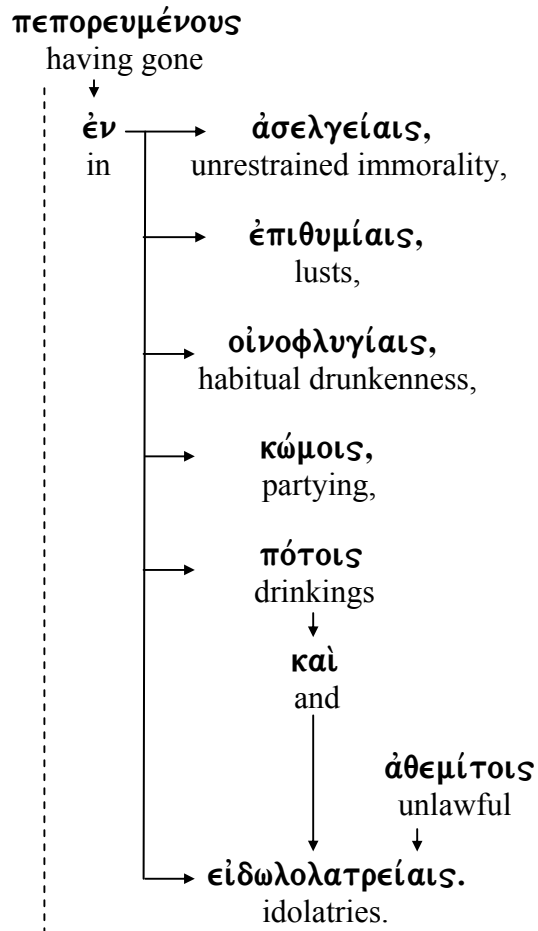 πεπορευμένους
having gone
ἐν
ἀσελγείαις,
in
unrestrained immorality,
ἐπιθυμίαις,
lusts,
οἰνοφλυγίαις,
habitual drunkenness,
κώμοις,
partying,
πότοις
drinkings
καὶ
and
ἀθεμίτοις
unlawful
εἰδωλολατρείαις.
idolatries.